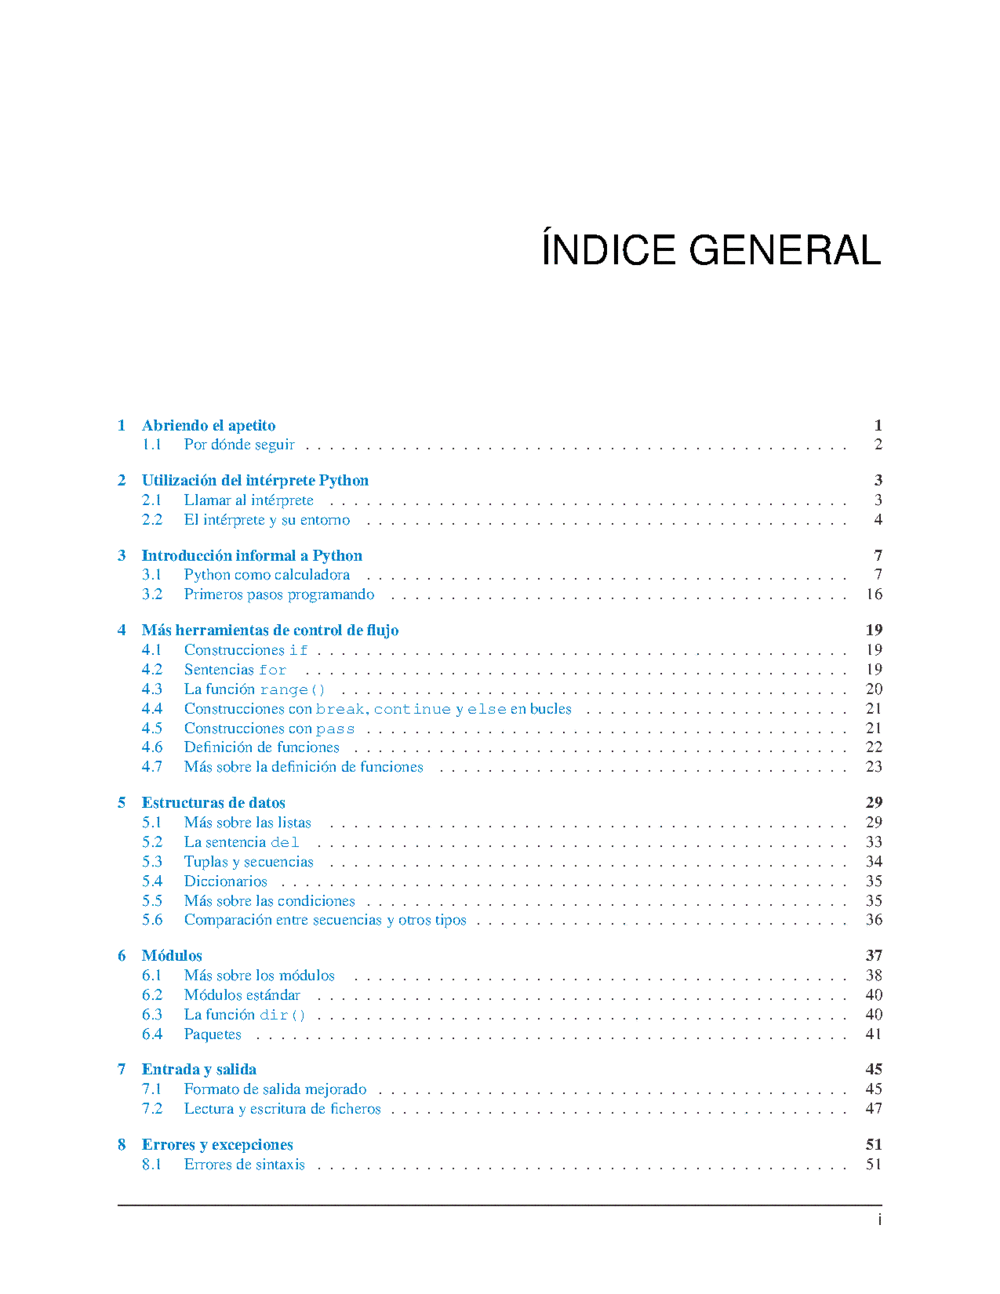 ÍNDICE GENERAL
1 Abriendo el apetito 1
1.1 Por dónde seguir . . . . . . . . . . . . . . . . . . . . . . . . . . . . . . . . . . . . . . . . . . . . . 2
2 Utilización del intérprete Python 3
2.1 Llamar al intérprete . . . . . . . . . . . . . . . . . . . . . . . . . . . . . . . . . . . . . . . . . . . 3
2.2 El intérprete y su entorno . . . . . . . . . . . . . . . . . . . . . . . . . . . . . . . . . . . . . . . . 4
3 Introducción informal a Python 7
3.1 Python como calculadora . . . . . . . . . . . . . . . . . . . . . . . . . . . . . . . . . . . . . . . . 7
3.2 Primeros pasos programando . . . . . . . . . . . . . . . . . . . . . . . . . . . . . . . . . . . . . . 16
4 Más herramientas de control de flujo 19
4.1 Construcciones if . . . . . . . . . . . . . . . . . . . . . . . . . . . . . . . . . . . . . . . . . . . . 19
4.2 Sentencias for . . . . . . . . . . . . . . . . . . . . . . . . . . . . . . . . . . . . . . . . . . . . . 19
4.3 La función range() . . . . . . . . . . . . . . . . . . . . . . . . . . . . . . . . . . . . . . . . . . 20
4.4 Construcciones con break, continue y else en bucles . . . . . . . . . . . . . . . . . . . . . . 21
4.5 Construcciones con pass . . . . . . . . . . . . . . . . . . . . . . . . . . . . . . . . . . . . . . . . 21
4.6 Definición de funciones . . . . . . . . . . . . . . . . . . . . . . . . . . . . . . . . . . . . . . . . . 22
4.7 Más sobre la definición de funciones . . . . . . . . . . . . . . . . . . . . . . . . . . . . . . . . . . 23
5 Estructuras de datos 29
5.1 Más sobre las listas . . . . . . . . . . . . . . . . . . . . . . . . . . . . . . . . . . . . . . . . . . . 29
5.2 La sentencia del . . . . . . . . . . . . . . . . . . . . . . . . . . . . . . . . . . . . . . . . . . . . 33
5.3 Tuplas y secuencias . . . . . . . . . . . . . . . . . . . . . . . . . . . . . . . . . . . . . . . . . . . 34
5.4 Diccionarios . . . . . . . . . . . . . . . . . . . . . . . . . . . . . . . . . . . . . . . . . . . . . . . 35
5.5 Más sobre las condiciones . . . . . . . . . . . . . . . . . . . . . . . . . . . . . . . . . . . . . . . . 35
5.6 Comparación entre secuencias y otros tipos . . . . . . . . . . . . . . . . . . . . . . . . . . . . . . . 36
6 Módulos 37
6.1 Más sobre los módulos . . . . . . . . . . . . . . . . . . . . . . . . . . . . . . . . . . . . . . . . . 38
6.2 Módulos estándar . . . . . . . . . . . . . . . . . . . . . . . . . . . . . . . . . . . . . . . . . . . . 40
6.3 La función dir() . . . . . . . . . . . . . . . . . . . . . . . . . . . . . . . . . . . . . . . . . . . . 40
6.4 Paquetes . . . . . . . . . . . . . . . . . . . . . . . . . . . . . . . . . . . . . . . . . . . . . . . . . 41
7 Entrada y salida 45
7.1 Formato de salida mejorado . . . . . . . . . . . . . . . . . . . . . . . . . . . . . . . . . . . . . . . 45
7.2 Lectura y escritura de ficheros . . . . . . . . . . . . . . . . . . . . . . . . . . . . . . . . . . . . . . 47
8 Errores y excepciones 51
8.1 Errores de sintaxis . . . . . . . . . . . . . . . . . . . . . . . . . . . . . . . . . . . . . . . . . . . . 51
i